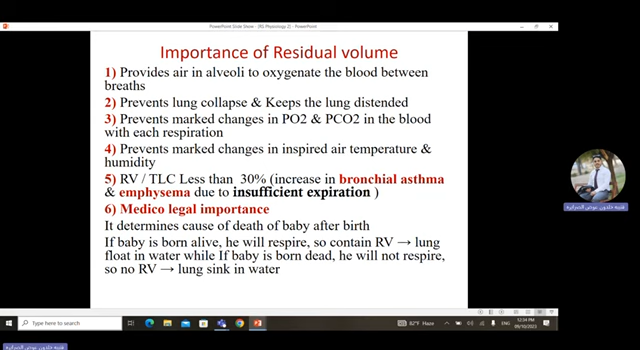 PowerPoint Slide Show - [RS Physiology 2] - PowerPoint
Importance of Residual volume
1) Provides air in alveoli to oxygenate the blood between
breaths
2) Prevents lung collapse & Keeps the lung distended
3) Prevents marked changes in PO2 & PCO2 in the blood
with each respiration
4) Prevents marked changes in inspired air temperature &
humidity
5) RV / TLC Less than 30% (increase in bronchial asthma
& emphysema due to insufficient expiration )
6) Medico legal importance
It determines cause of death of baby after birth
If baby is born alive, he will respire, so contain RV → lung
float in water while If baby is born dead, he will not respire,
so no RV → lung sink in water
Type here to search
82°F Haze
ENG
12:34 PM
09/10/2023